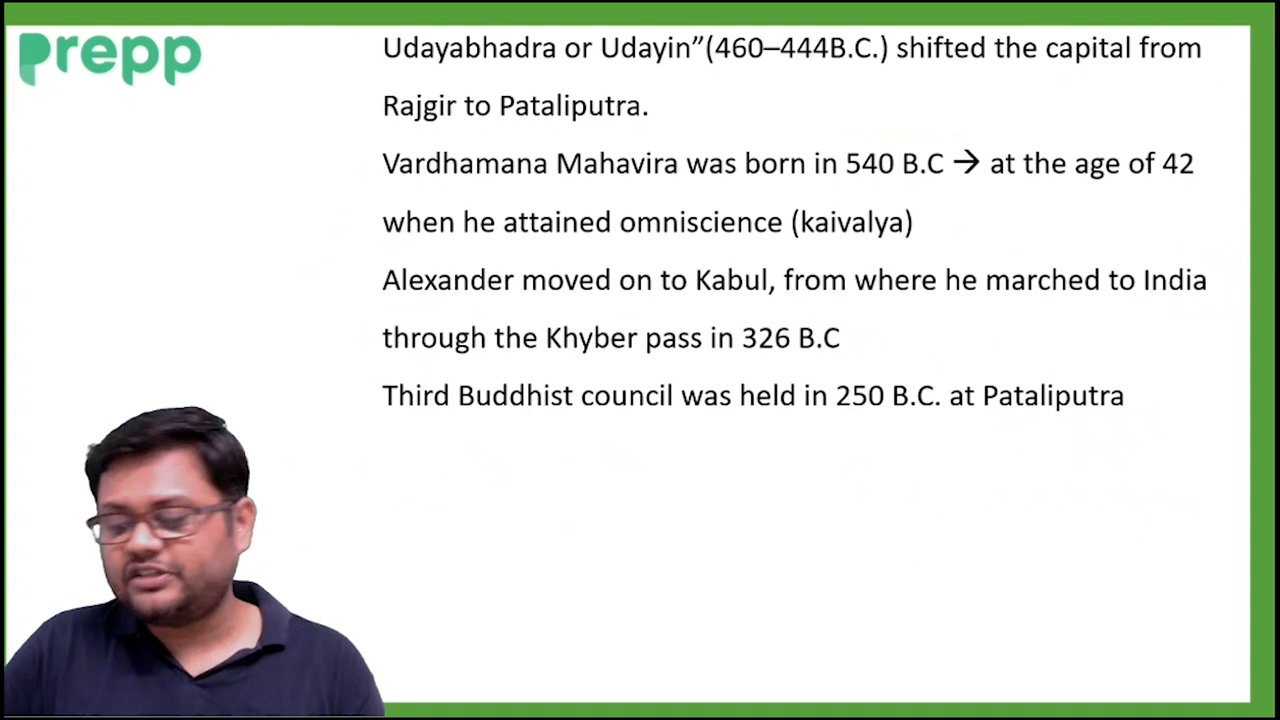 prepp
Udayabhadra or Udayin”(460–444B.C.) shifted the capital from
Rajgir to Pataliputra.
Vardhamana Mahavira was born in 540 B.C → at the age of 42
when he attained omniscience (kaivalya)
Alexander moved on to Kabul, from where he marched to India
through the Khyber pass in 326 B.C
Third Buddhist council was held in 250 B.C. at Pataliputra